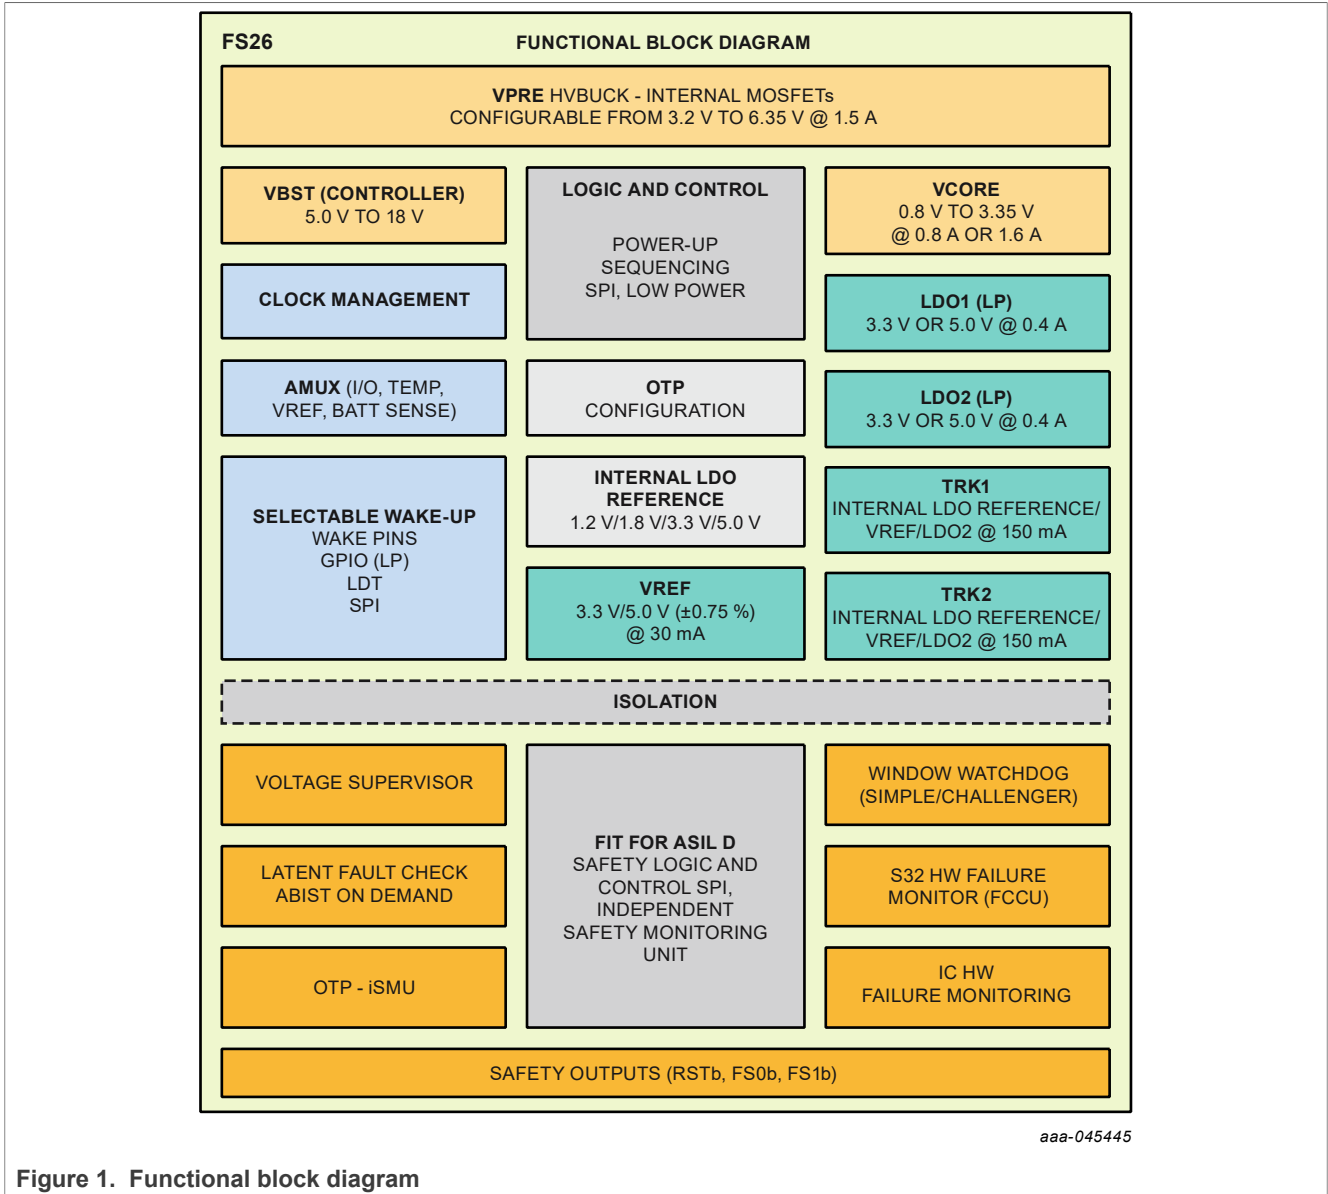 FS26
FUNCTIONAL BLOCK DIAGRAM
VPRE HVBUCK - INTERNAL MOSFETs
CONFIGURABLE FROM 3.2 V TO 6.35 V @ 1.5 A
VBST (CONTROLLER)
5.0 V TO 18 V
LOGIC AND CONTROL
POWER-UP
SEQUENCING
SPI, LOW POWER
VCORE
0.8 V TO 3.35 V
@ 0.8 A OR 1.6 A
CLOCK MANAGEMENT
LDO1 (LP)
3.3 V OR 5.0 V @ 0.4 A
AMUX (I/O, TEMP,
VREF, BATT SENSE)
OTP
CONFIGURATION
LDO2 (LP)
3.3 V OR 5.0 V @ 0.4 A
SELECTABLE WAKE-UP
WAKE PINS
GPIO (LP)
LDT
SPI
INTERNAL LDO
REFERENCE
1.2 V/1.8 V/3.3 V/5.0 V
TRK1
INTERNAL LDO REFERENCE/
VREF/LDO2 @ 150 mA
VREF
3.3 V/5.0 V (±0.75 %)
@ 30 mA
TRK2
INTERNAL LDO REFERENCE/
VREF/LDO2 @ 150 mA
ISOLATION
VOLTAGE SUPERVISOR
FIT FOR ASIL D
SAFETY LOGIC AND
CONTROL SPI,
INDEPENDENT
SAFETY MONITORING
UNIT
WINDOW WATCHDOG
(SIMPLE/CHALLENGER)
LATENT FAULT CHECK
ABIST ON DEMAND
S32 HW FAILURE
MONITOR (FCCU)
OTP - iSMU
IC HW
FAILURE MONITORING
SAFETY OUTPUTS (RSTb, FS0b, FS1b)
aaa-045445
Figure 1. Functional block diagram